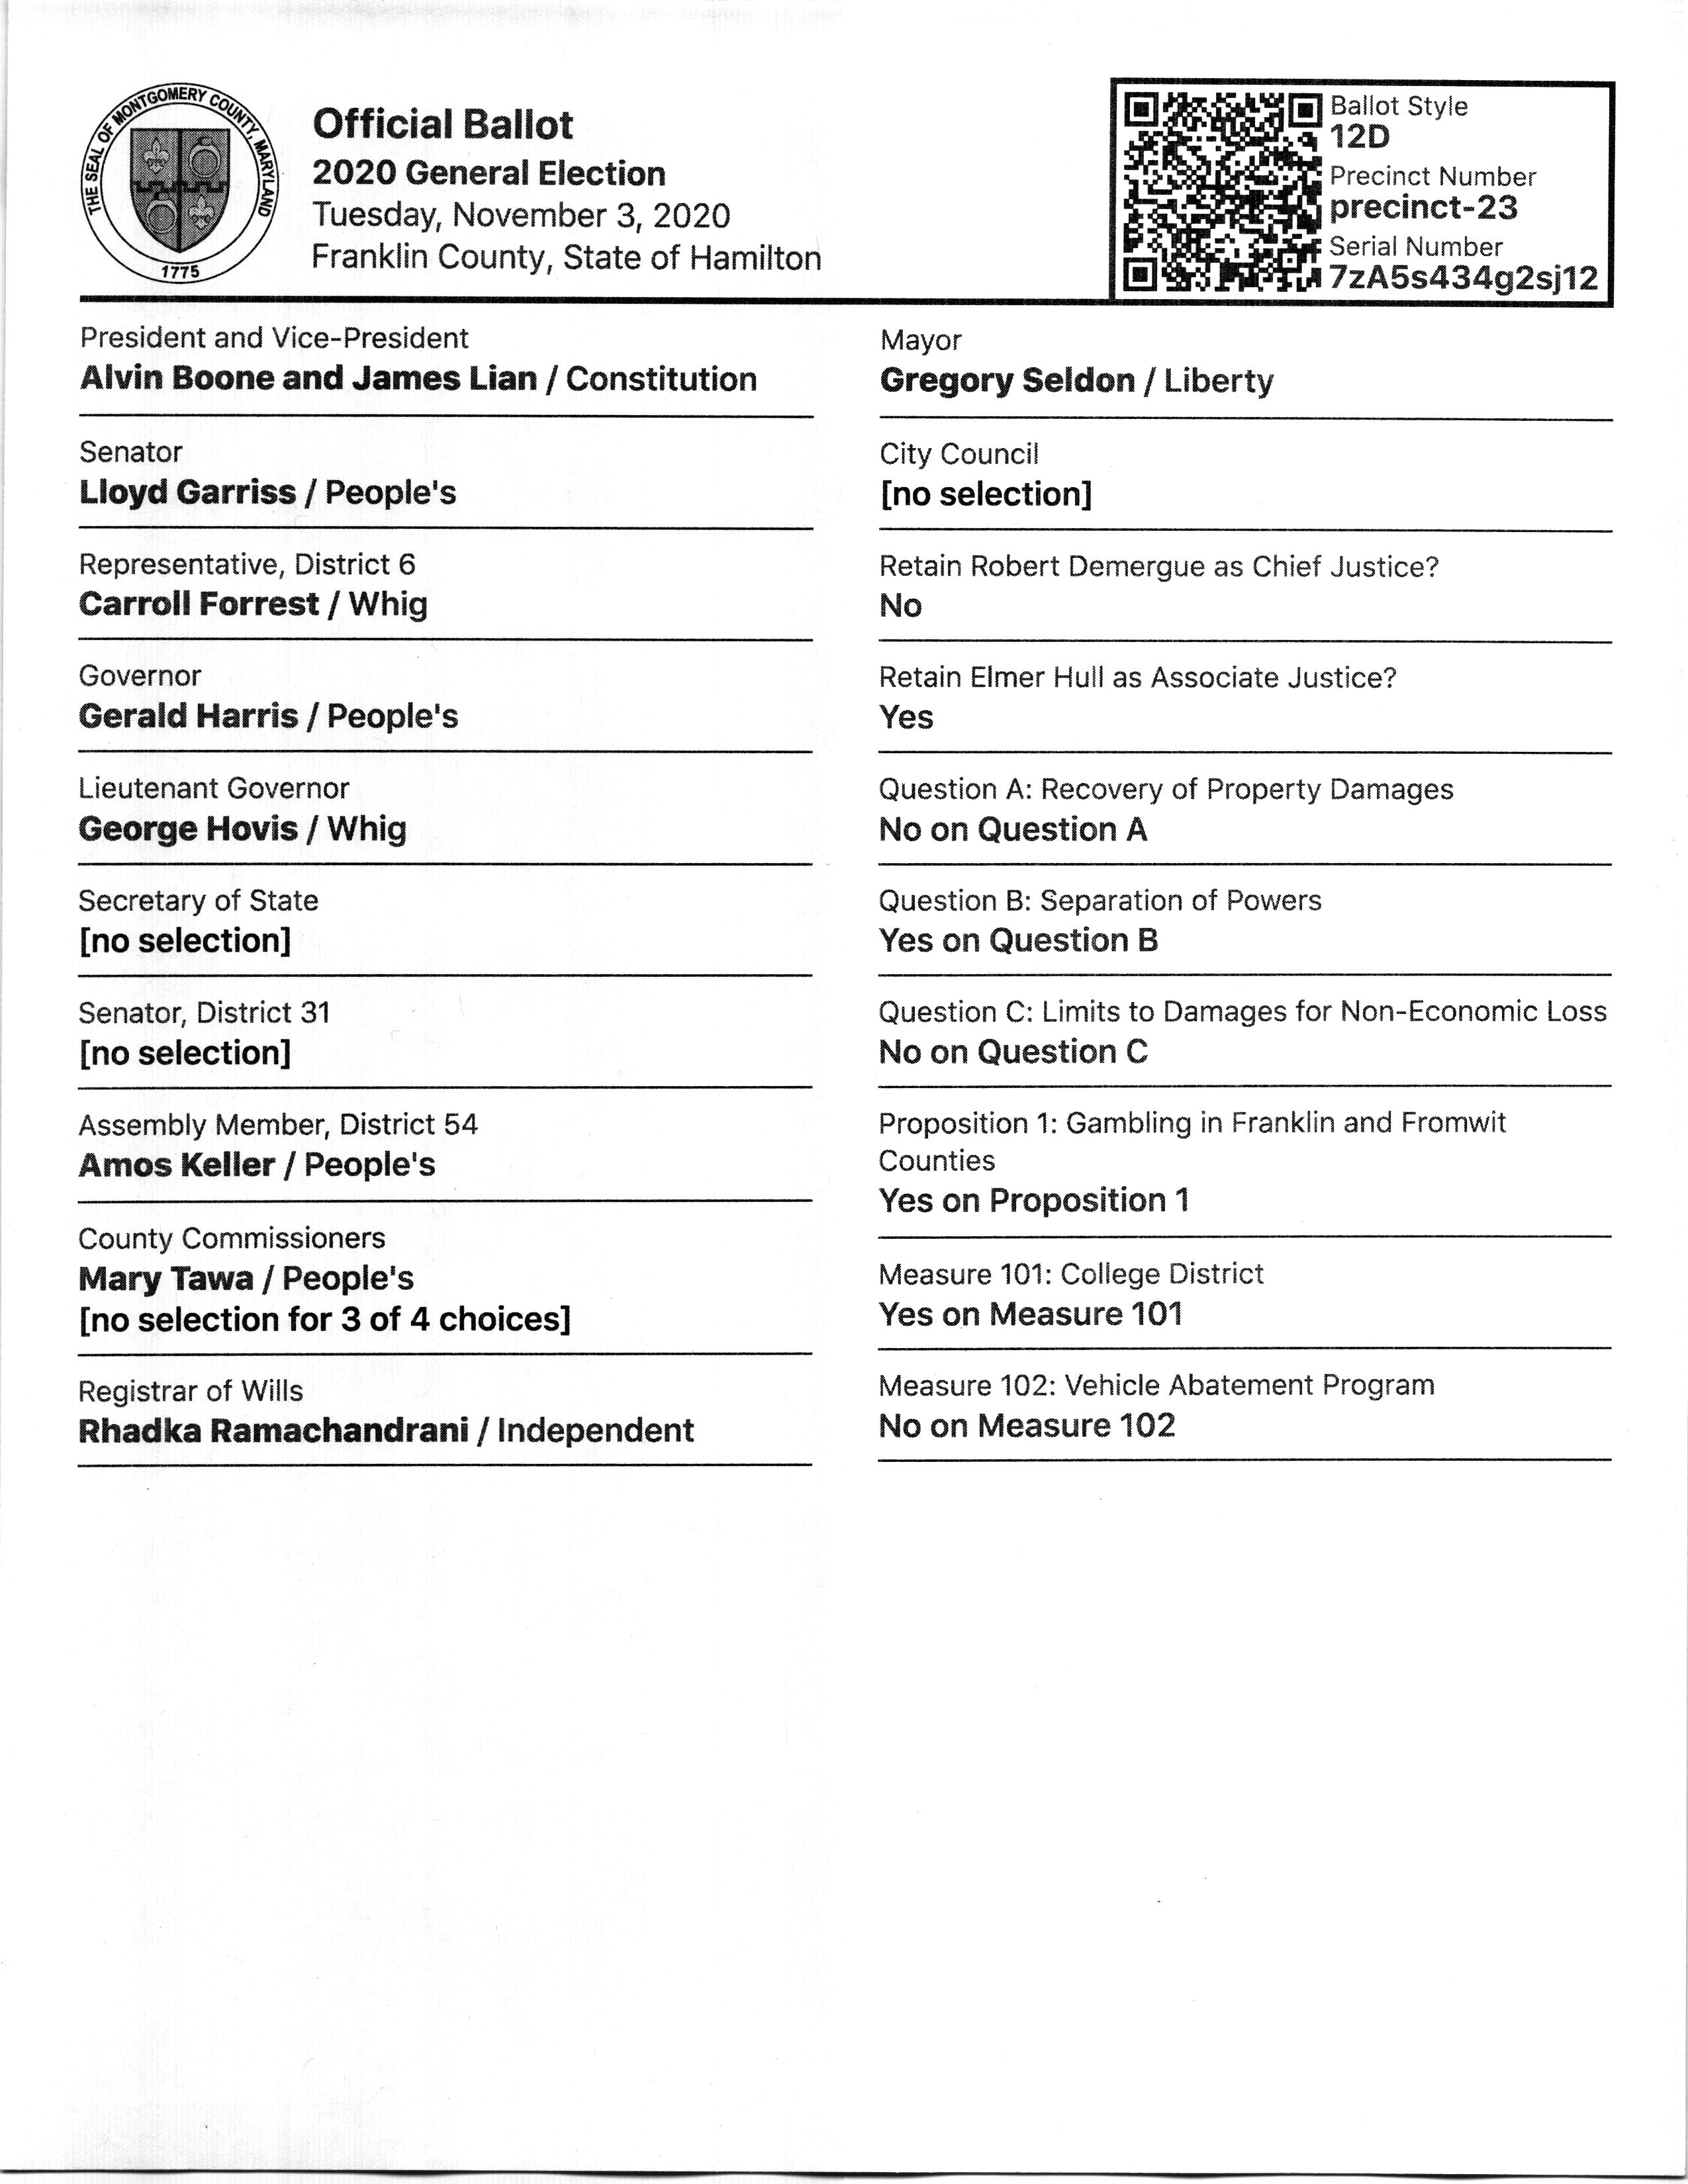 THE SEAL OF MONTGOMERY COUNTY, MARYLAND
1775
Official Ballot
2020 General Election
Tuesday, November 3, 2020
Franklin County, State of Hamilton
Ballot Style
12D
Precinct Number
precinct-23
Serial Number
7zA5s434g2sj12
President and Vice-President
Alvin Boone and James Lian / Constitution
Senator
Lloyd Garriss / People's
Representative, District 6
Carroll Forrest / Whig
Governor
Gerald Harris / People's
Lieutenant Governor
George Hovis / Whig
Secretary of State
[no selection]
Senator, District 31
[no selection]
Assembly Member, District 54
Amos Keller / People's
County Commissioners
Mary Tawa / People's
[no selection for 3 of 4 choices]
Registrar of Wills
Rhadka Ramachandrani / Independent
Mayor
Gregory Seldon / Liberty
City Council
[no selection]
Retain Robert Demergue as Chief Justice?
No
Retain Elmer Hull as Associate Justice?
Yes
Question A: Recovery of Property Damages
No on Question A
Question B: Separation of Powers
Yes on Question B
Question C: Limits to Damages for Non-Economic Loss
No on Question C
Proposition 1: Gambling in Franklin and Fromwit
Counties
Yes on Proposition 1
Measure 101: College District
Yes on Measure 101
Measure 102: Vehicle Abatement Program
No on Measure 102